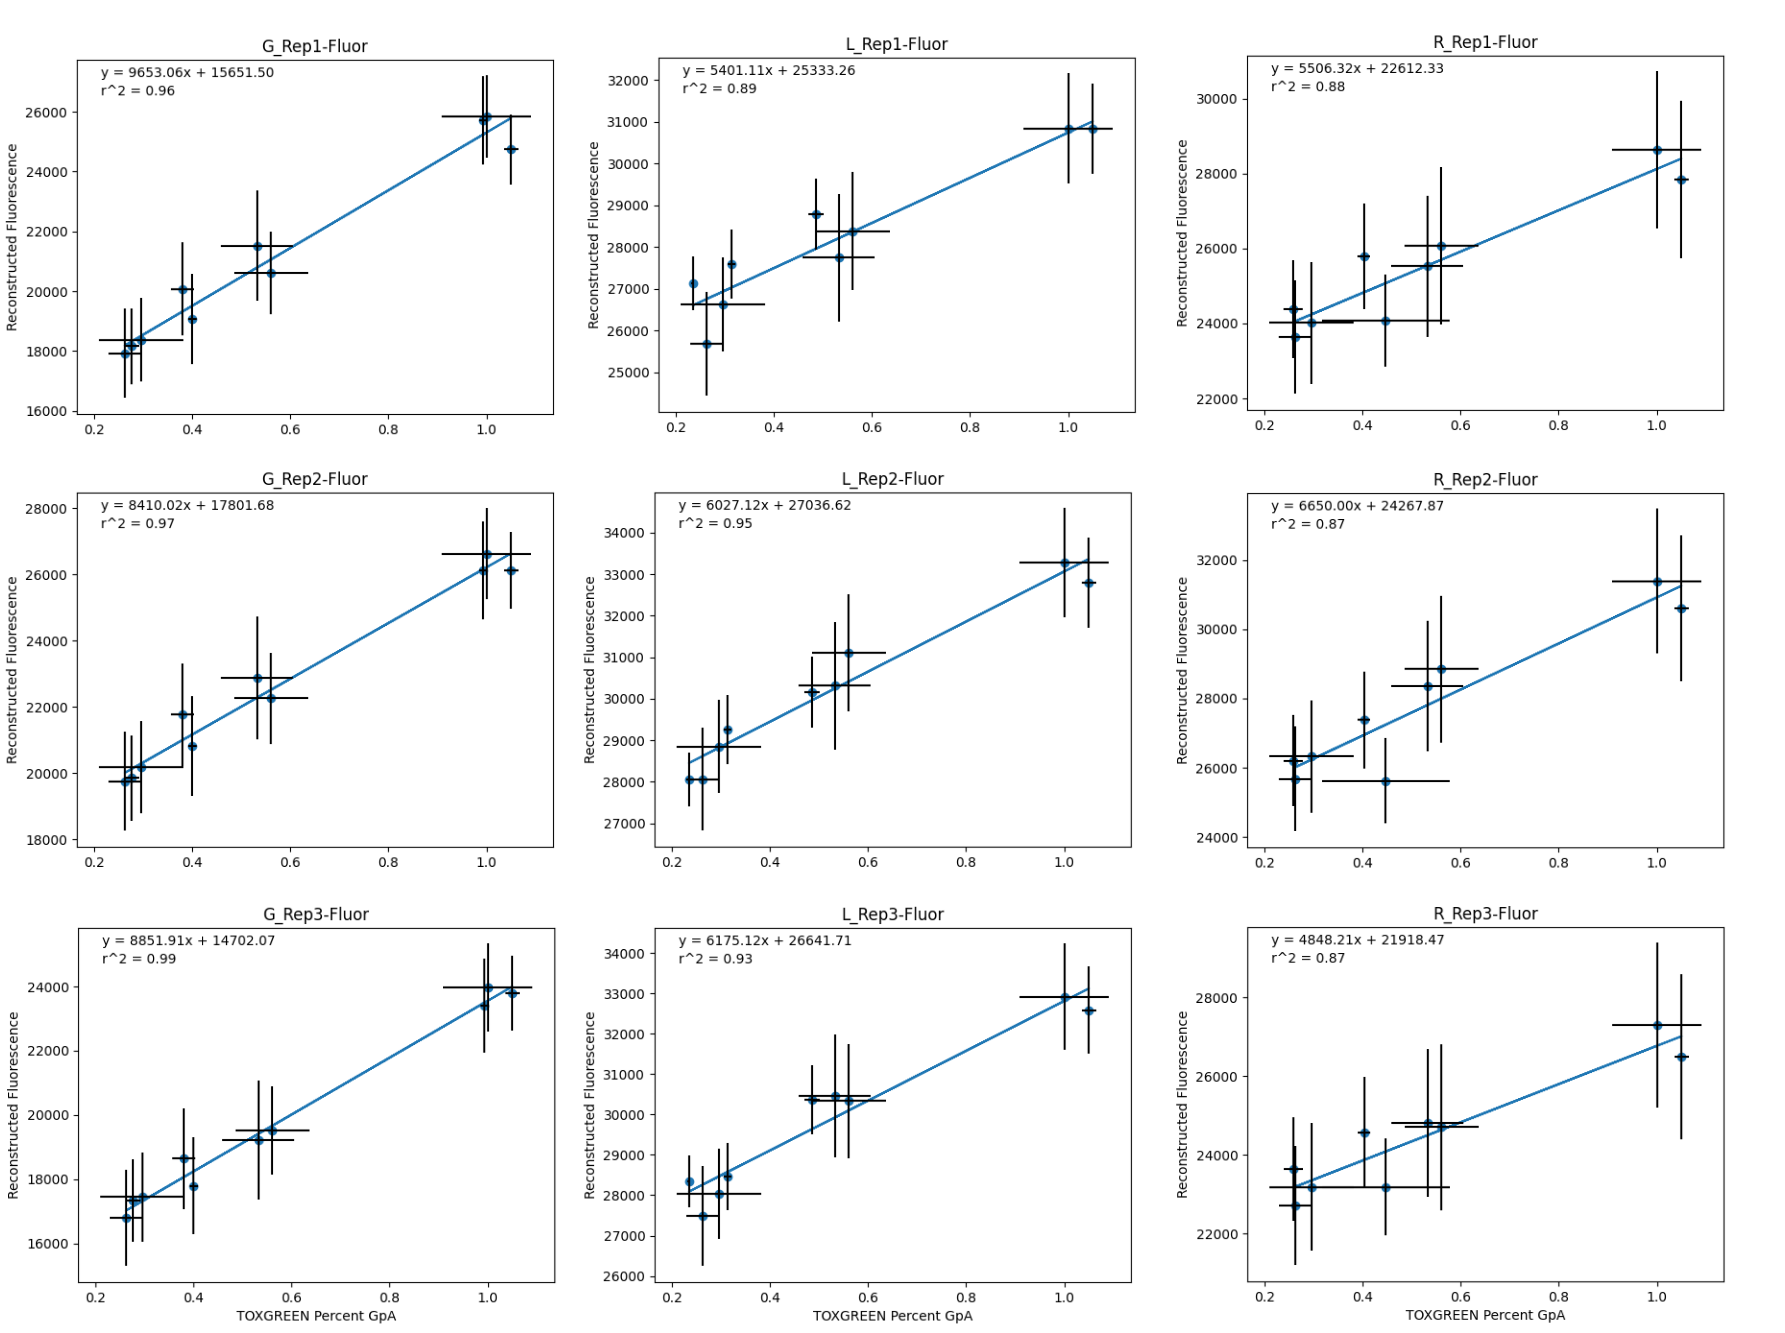 G_Rep1-Fluor
y = 9653.06x + 15651.50
r^2 = 0.96
Reconstructed Fluorescence
26000
24000
22000
20000
18000
16000
0.2 0.4 0.6 0.8 1.0
L_Rep1-Fluor
y = 5401.11x + 25333.26
r^2 = 0.89
Reconstructed Fluorescence
32000
31000
30000
29000
28000
27000
26000
25000
0.2 0.4 0.6 0.8 1.0
R_Rep1-Fluor
y = 5506.32x + 22612.33
r^2 = 0.88
Reconstructed Fluorescence
30000
28000
26000
24000
22000
0.2 0.4 0.6 0.8 1.0
G_Rep2-Fluor
y = 8410.02x + 17801.68
r^2 = 0.97
Reconstructed Fluorescence
28000
26000
24000
22000
20000
18000
0.2 0.4 0.6 0.8 1.0
L_Rep2-Fluor
y = 6027.12x + 27036.62
r^2 = 0.95
Reconstructed Fluorescence
34000
33000
32000
31000
30000
29000
28000
27000
0.2 0.4 0.6 0.8 1.0
R_Rep2-Fluor
y = 6650.00x + 24267.87
r^2 = 0.87
Reconstructed Fluorescence
32000
30000
28000
26000
24000
0.2 0.4 0.6 0.8 1.0
G_Rep3-Fluor
y = 8851.91x + 14702.07
r^2 = 0.99
Reconstructed Fluorescence
24000
22000
20000
18000
16000
0.2 0.4 0.6 0.8 1.0
TOXGREEN Percent GpA
L_Rep3-Fluor
y = 6175.12x + 26641.71
r^2 = 0.93
Reconstructed Fluorescence
34000
33000
32000
31000
30000
29000
28000
27000
26000
0.2 0.4 0.6 0.8 1.0
TOXGREEN Percent GpA
R_Rep3-Fluor
y = 4848.21x + 21918.47
r^2 = 0.87
Reconstructed Fluorescence
28000
26000
24000
22000
0.2 0.4 0.6 0.8 1.0
TOXGREEN Percent GpA